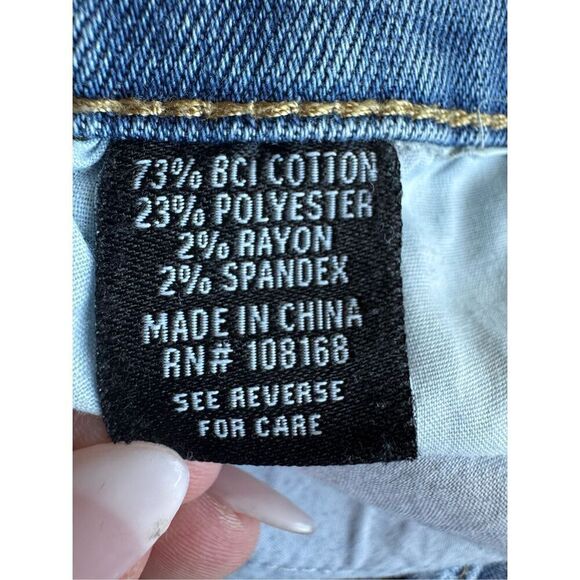 73% BCI COTTON
23% POLYESTER
2% RAYON
2% SPANDEX
MADE IN CHINA
RN# 108168
SEE REVERSE
FOR CARE